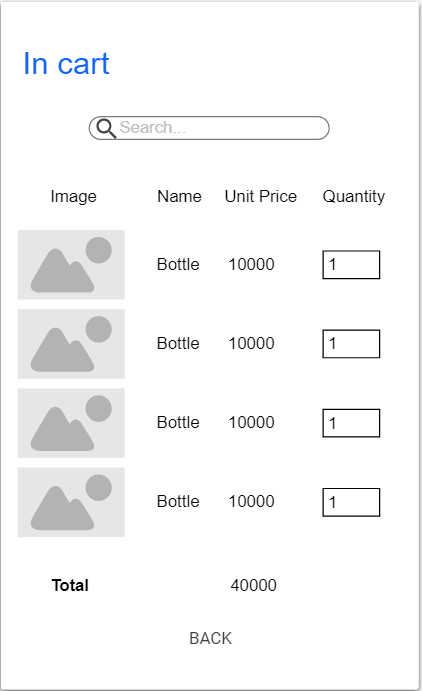 In cart
Search...
Image Name Unit Price Quantity
Bottle 10000 1
Bottle 10000 1
Bottle 10000 1
Bottle 10000 1
Total 40000
BACK